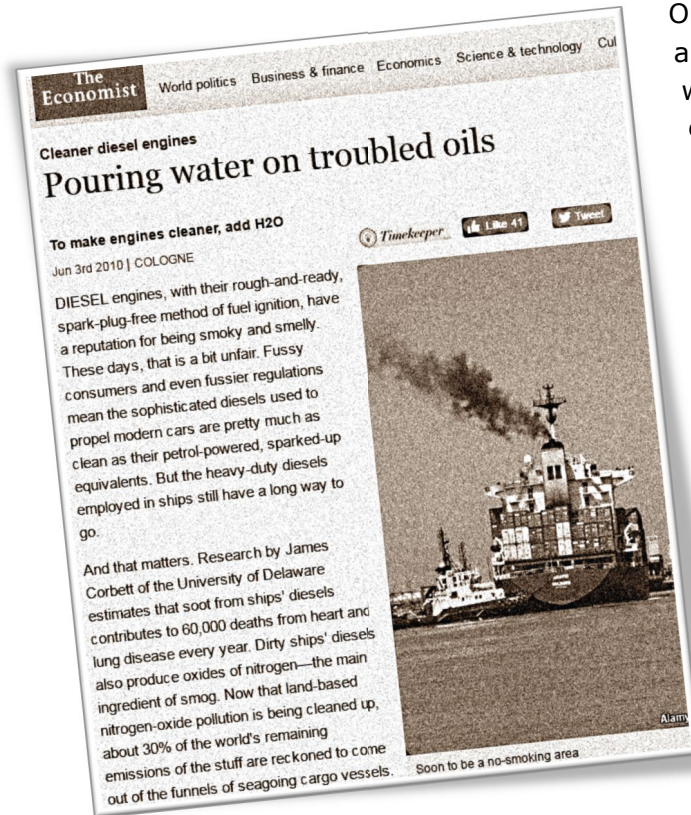 The
Economist
World politics Business & finance Economics Science & technology Cul
Cleaner diesel engines
Pouring water on troubled oils
To make engines cleaner, add H2O
Jun 3rd 2010 | COLOGNE
Timekeeper
Like 41
Tweet
DIESEL engines, with their rough-and-ready,
spark-plug-free method of fuel ignition, have
a reputation for being smoky and smelly.
These days, that is a bit unfair. Fussy
consumers and even fussier regulations
mean the sophisticated diesels used to
propel modern cars are pretty much as
clean as their petrol-powered, sparked-up
equivalents. But the heavy-duty diesels
employed in ships still have a long way to
go.
And that matters. Research by James
Corbett of the University of Delaware
estimates that soot from ships' diesels
contributes to 60,000 deaths from heart and
lung disease every year. Dirty ships' diesels
also produce oxides of nitrogen—the main
ingredient of smog. Now that land-based
nitrogen-oxide pollution is being cleaned up,
about 30% of the world's remaining
emissions of the stuff are reckoned to come
out of the funnels of seagoing cargo vessels.
Alamy
Soon to be a no-smoking area